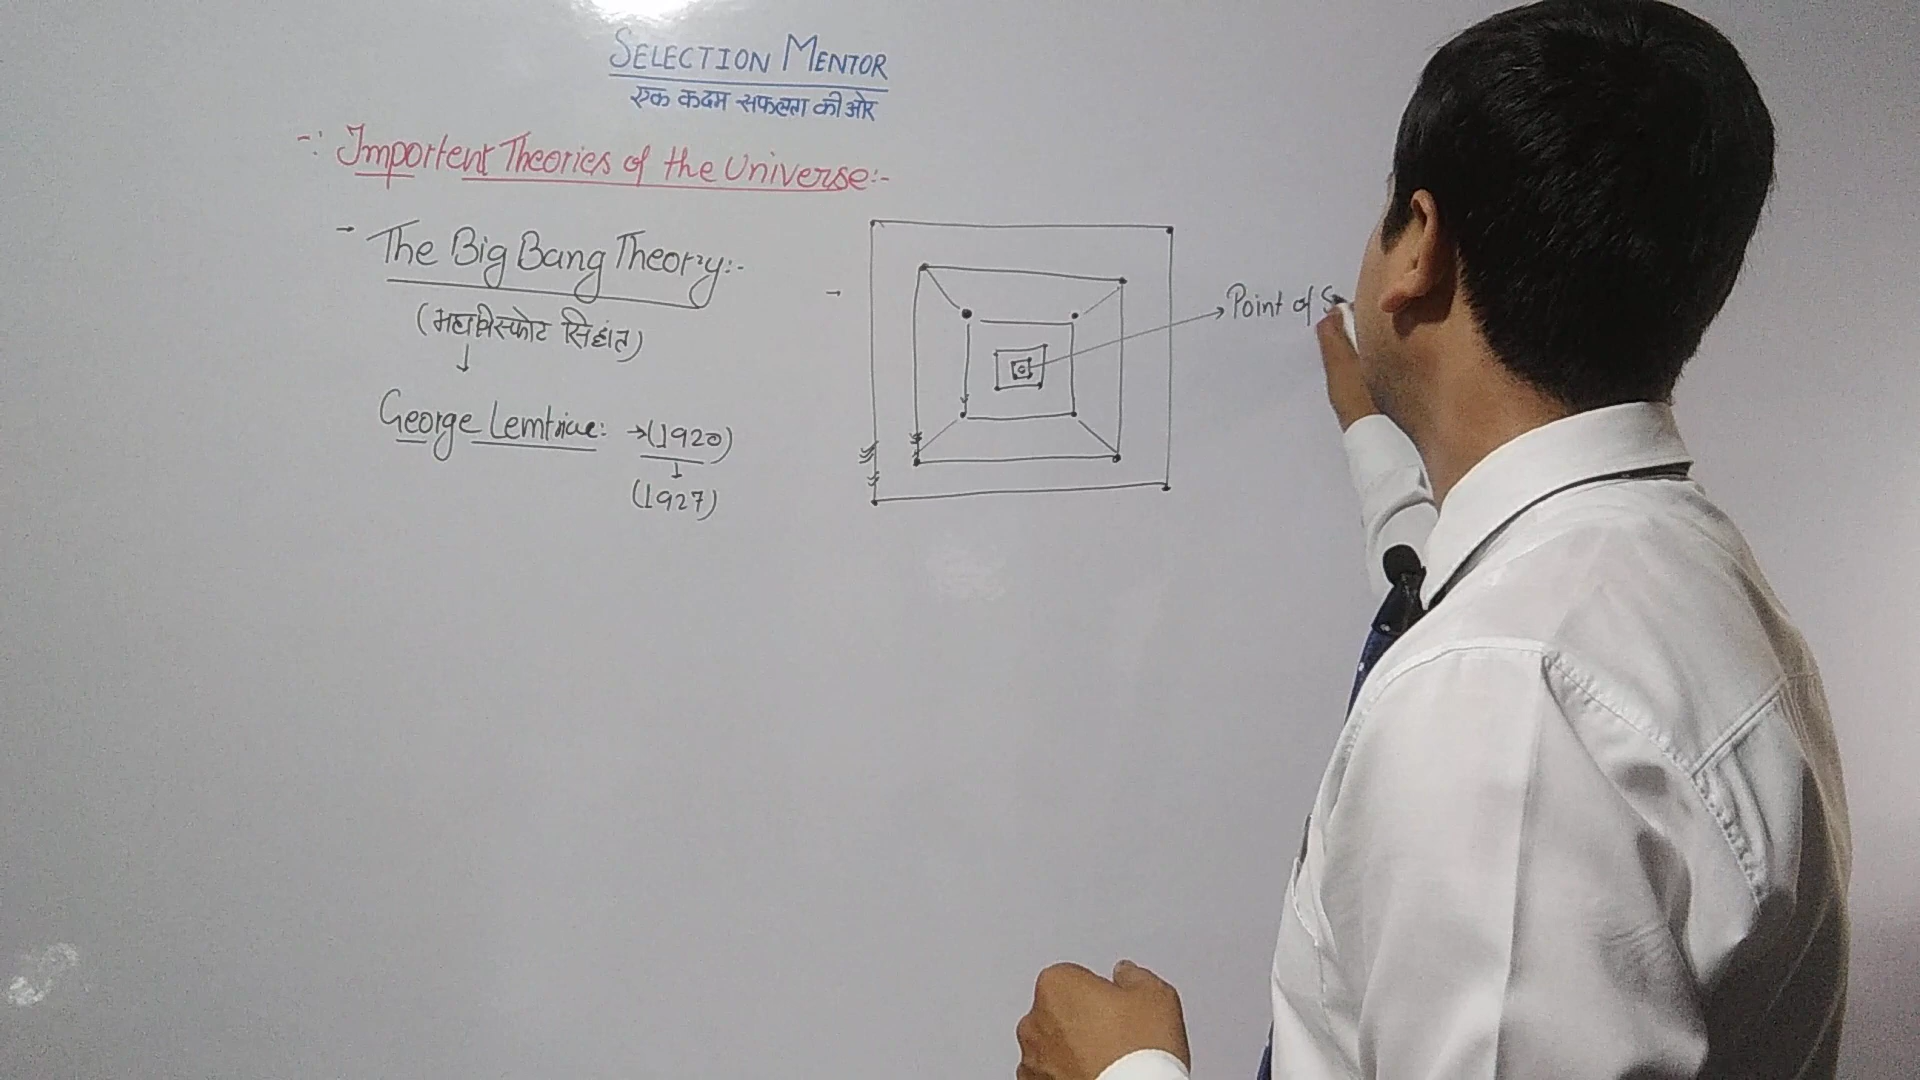 SELECTION MENTOR
एक कदम सफलता की ओर
-: Importent Theories of the Universe:-
- The Big Bang Theory:-
(महाविस्फोट सिद्धांत)
↓
George Lemtriae: →(1920)
↓
(1927)
- → Point of S